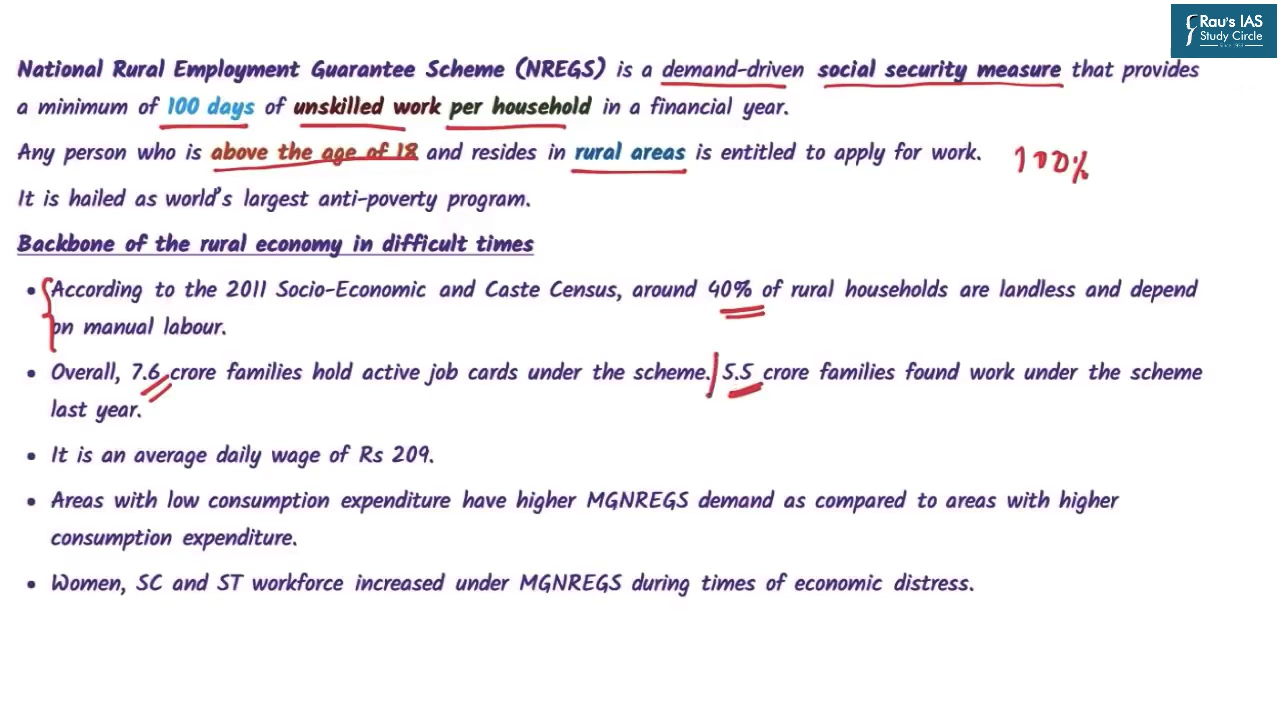 Rau's IAS
Study Circle
Since 1953
National Rural Employment Guarantee Scheme (NREGS) is a demand-driven social security measure that provides
a minimum of 100 days of unskilled work per household in a financial year.
Any person who is above the age of 18 and resides in rural areas is entitled to apply for work. 100%
It is hailed as world's largest anti-poverty program.
Backbone of the rural economy in difficult times
• According to the 2011 Socio-Economic and Caste Census, around 40% of rural households are landless and depend
on manual labour.
• Overall, 7.6 crore families hold active job cards under the scheme. 5.5 crore families found work under the scheme
last year.
• It is an average daily wage of Rs 209.
• Areas with low consumption expenditure have higher MGNREGS demand as compared to areas with higher
consumption expenditure.
• Women, SC and ST workforce increased under MGNREGS during times of economic distress.